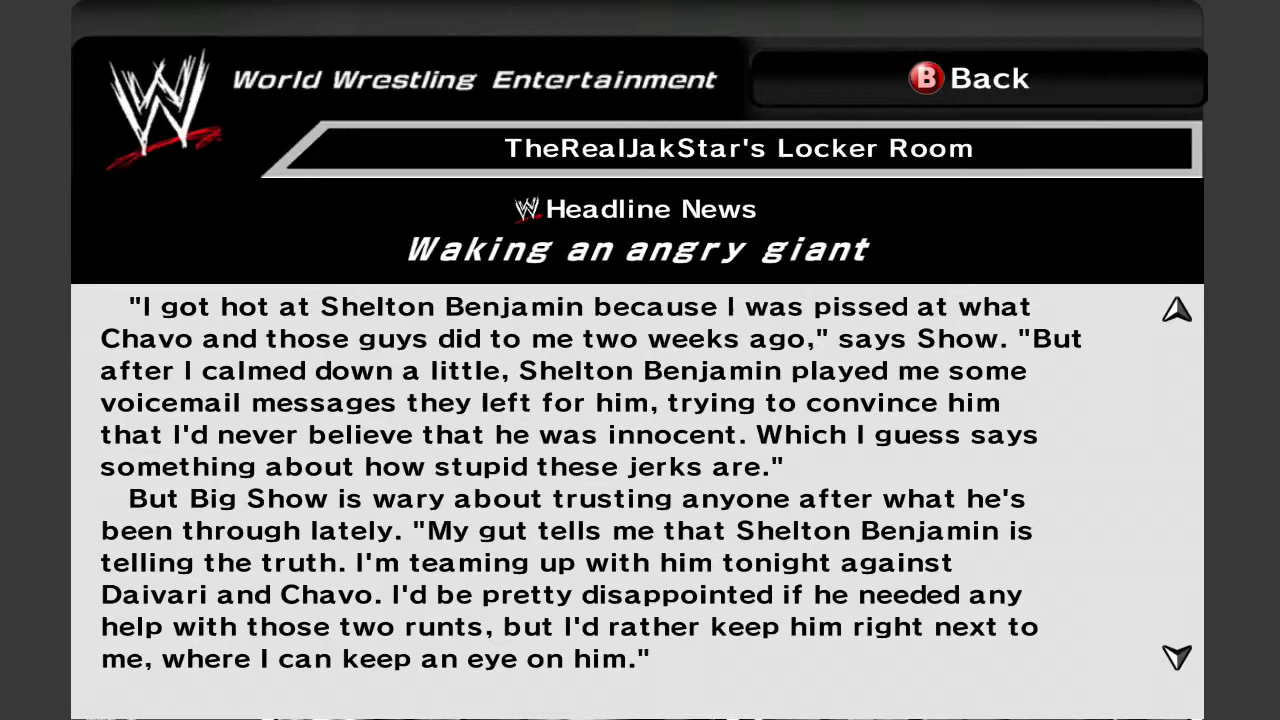 World Wrestling Entertainment
B Back
TheRealJakStar's Locker Room
W Headline News
Waking an angry giant
"I got hot at Shelton Benjamin because I was pissed at what
Chavo and those guys did to me two weeks ago," says Show. "But
after I calmed down a little, Shelton Benjamin played me some
voicemail messages they left for him, trying to convince him
that I'd never believe that he was innocent. Which I guess says
something about how stupid these jerks are."
But Big Show is wary about trusting anyone after what he's
been through lately. "My gut tells me that Shelton Benjamin is
telling the truth. I'm teaming up with him tonight against
Daivari and Chavo. I'd be pretty disappointed if he needed any
help with those two runts, but I'd rather keep him right next to
me, where I can keep an eye on him."